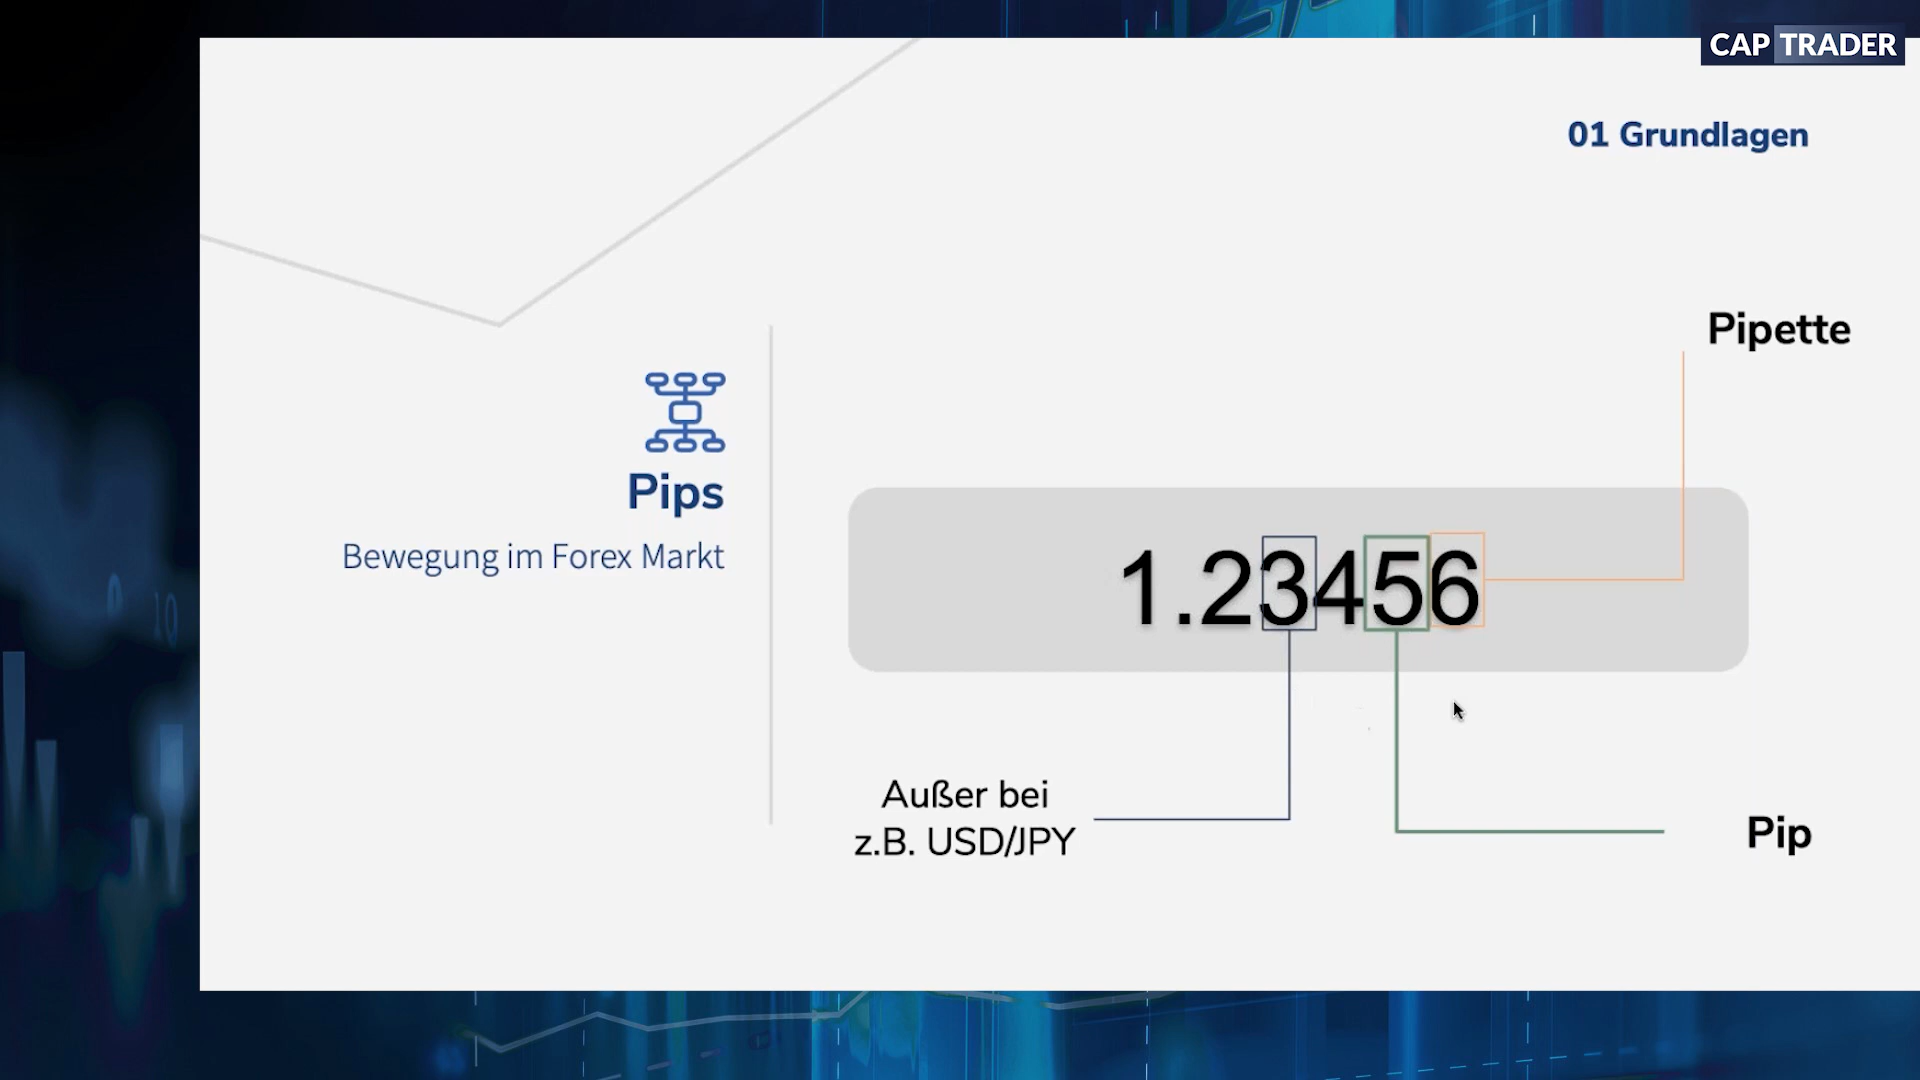 CAP TRADER
01 Grundlagen
Pipette
Pips
Bewegung im Forex Markt
1.23456
Außer bei
z.B. USD/JPY
Pip